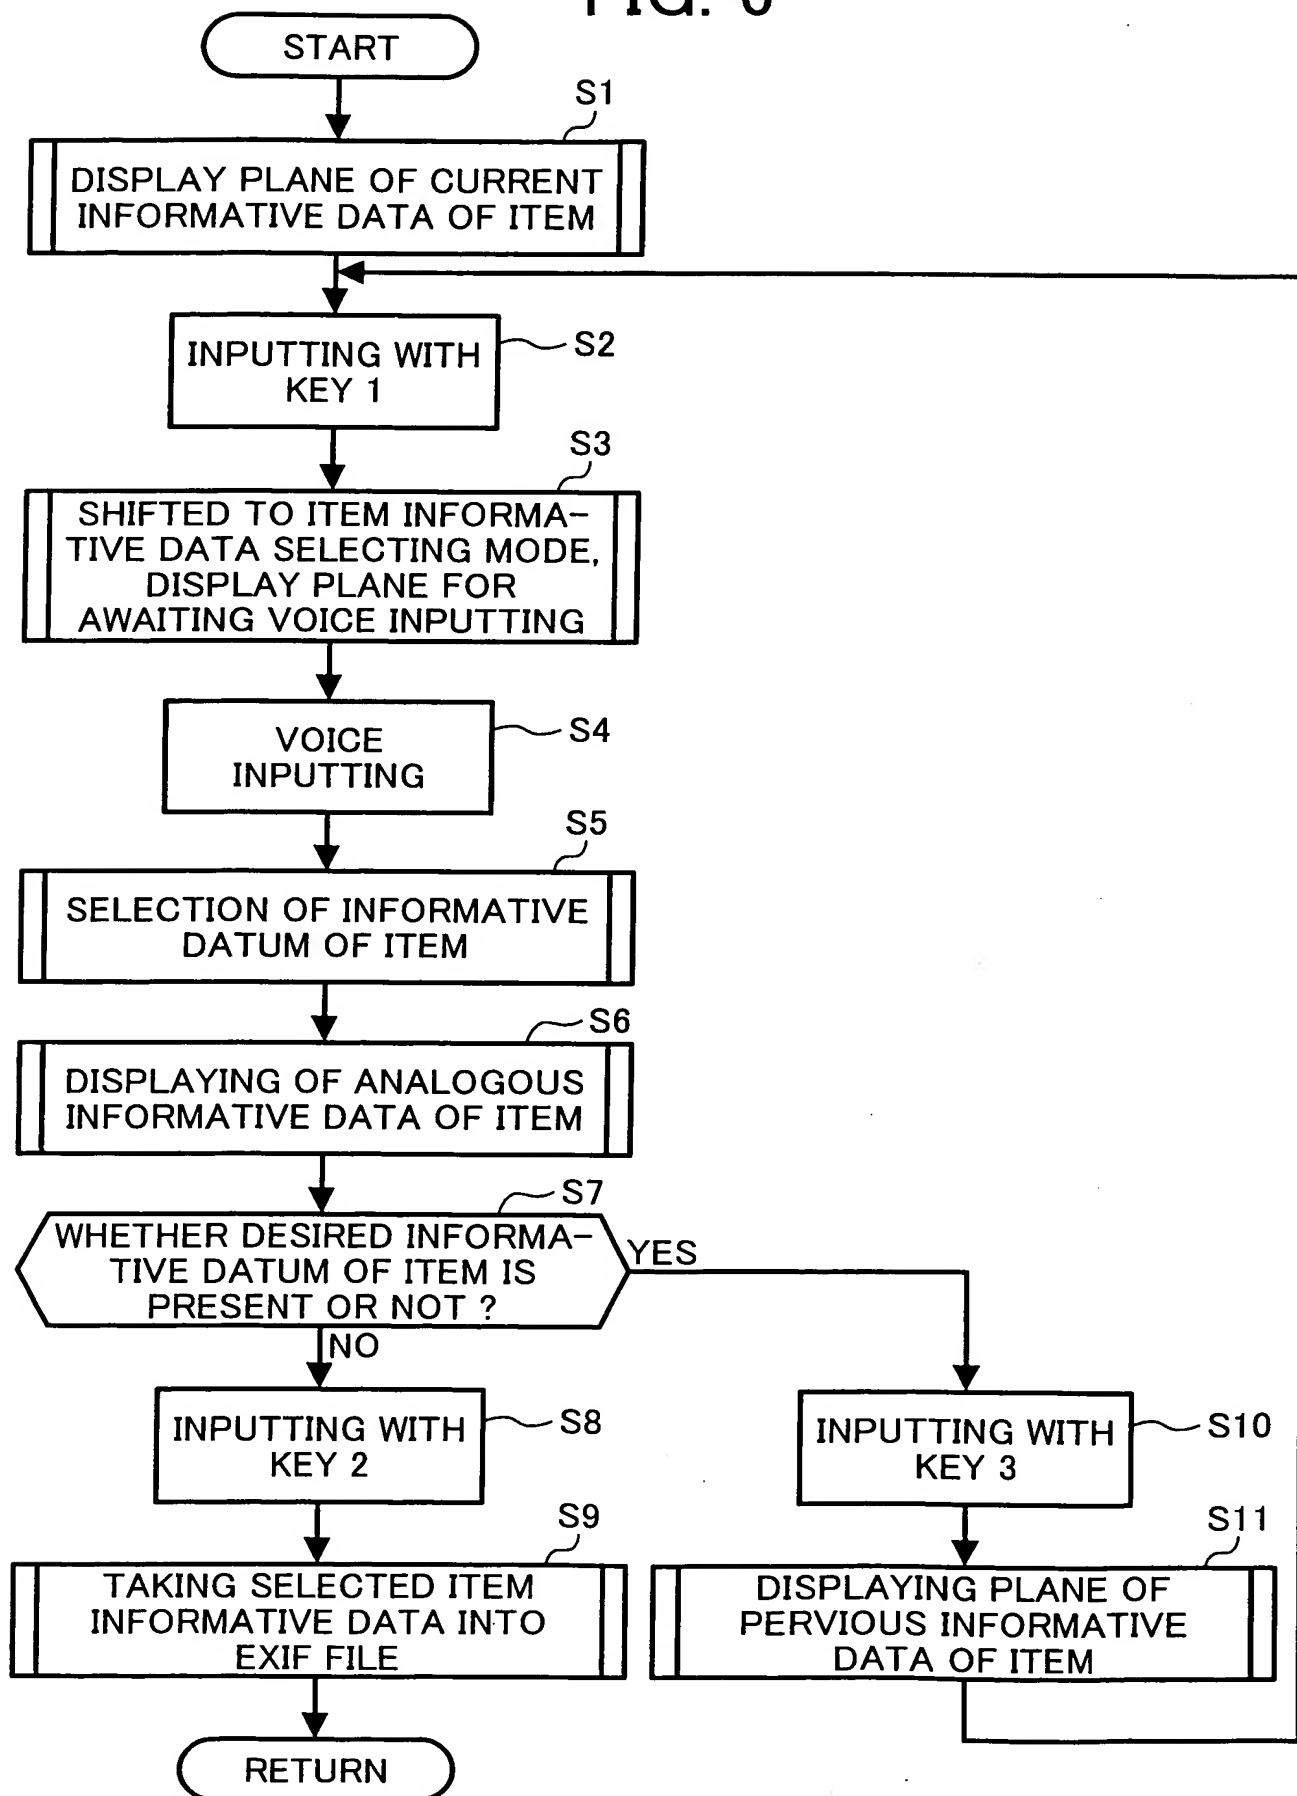 FIG.
START
S1
DISPLAY PLANE OF CURRENT
INFORMATIVE DATA OF ITEM
INPUTTING WITH
KEY 1
S2
S3
SHIFTED TO ITEM INFORMA-
TIVE DATA SELECTING MODE,
DISPLAY PLANE FOR
AWAITING VOICE INPUTTING
VOICE
INPUTTING
S4
S5
SELECTION OF INFORMATIVE
DATUM OF ITEM
S6
DISPLAYING OF ANALOGOUS
INFORMATIVE DATA OF ITEM
S7
WHETHER DESIRED INFORMA-
TIVE DATUM OF ITEM IS
PRESENT OR NOT ?
YES
NO
INPUTTING WITH
KEY 2
S8
INPUTTING WITH
KEY 3
S10
S9
TAKING SELECTED ITEM
INFORMATIVE DATA INTO
EXIF FILE
S11
DISPLAYING PLANE OF
PERVIOUS INFORMATIVE
DATA OF ITEM
RETURN